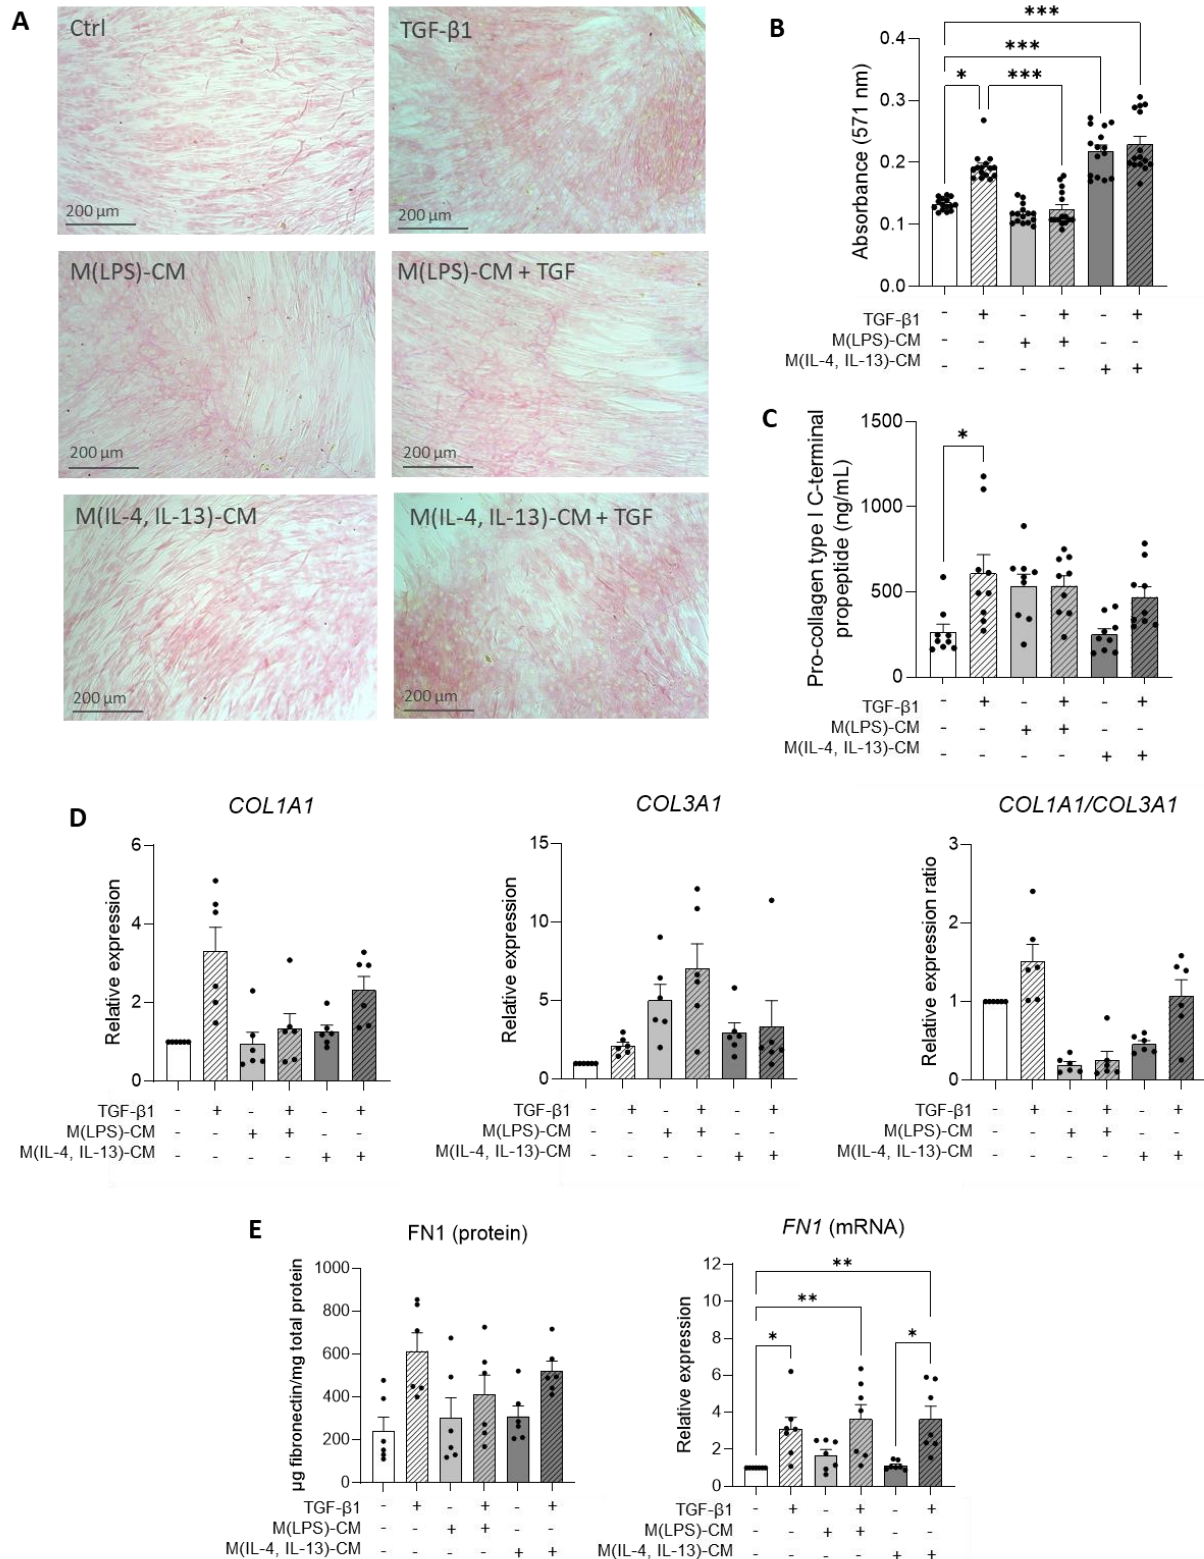 A
Ctrl
200 µm
TGF-β1
200 µm
M(LPS)-CM
200 µm
M(LPS)-CM + TGF
200 µm
M(IL-4, IL-13)-CM
200 µm
M(IL-4, IL-13)-CM + TGF
200 µm
B
***
***
* ***
Absorbance (571 nm)
0.4
0.3
0.2
0.1
0.0
TGF-β1 - + - + - +
M(LPS)-CM - - + + - -
M(IL-4, IL-13)-CM - - - - + +
C
*
Pro-collagen type I C-terminal
propeptide (ng/mL)
1500
1000
500
0
TGF-β1 - + - + - +
M(LPS)-CM - - + + - -
M(IL-4, IL-13)-CM - - - - + +
D
COL1A1
Relative expression
6
4
2
0
TGF-β1 - + - + - +
M(LPS)-CM - - + + - -
M(IL-4, IL-13)-CM - - - - + +
COL3A1
Relative expression
15
10
5
0
TGF-β1 - + - + - +
M(LPS)-CM - - + + - -
M(IL-4, IL-13)-CM - - - - + +
COL1A1/COL3A1
Relative expression ratio
3
2
1
0
TGF-β1 - + - + - +
M(LPS)-CM - - + + - -
M(IL-4, IL-13)-CM - - - - + +
E
FN1 (protein)
µg fibronectin/mg total protein
1000
800
600
400
200
0
TGF-β1 - + - + - +
M(LPS)-CM - - + + - -
M(IL-4, IL-13)-CM - - - - + +
FN1 (mRNA)
**
**
* *
Relative expression
12
10
8
6
4
2
0
TGF-β1 - + - + - +
M(LPS)-CM - - + + - -
M(IL-4, IL-13)-CM - - - - + +